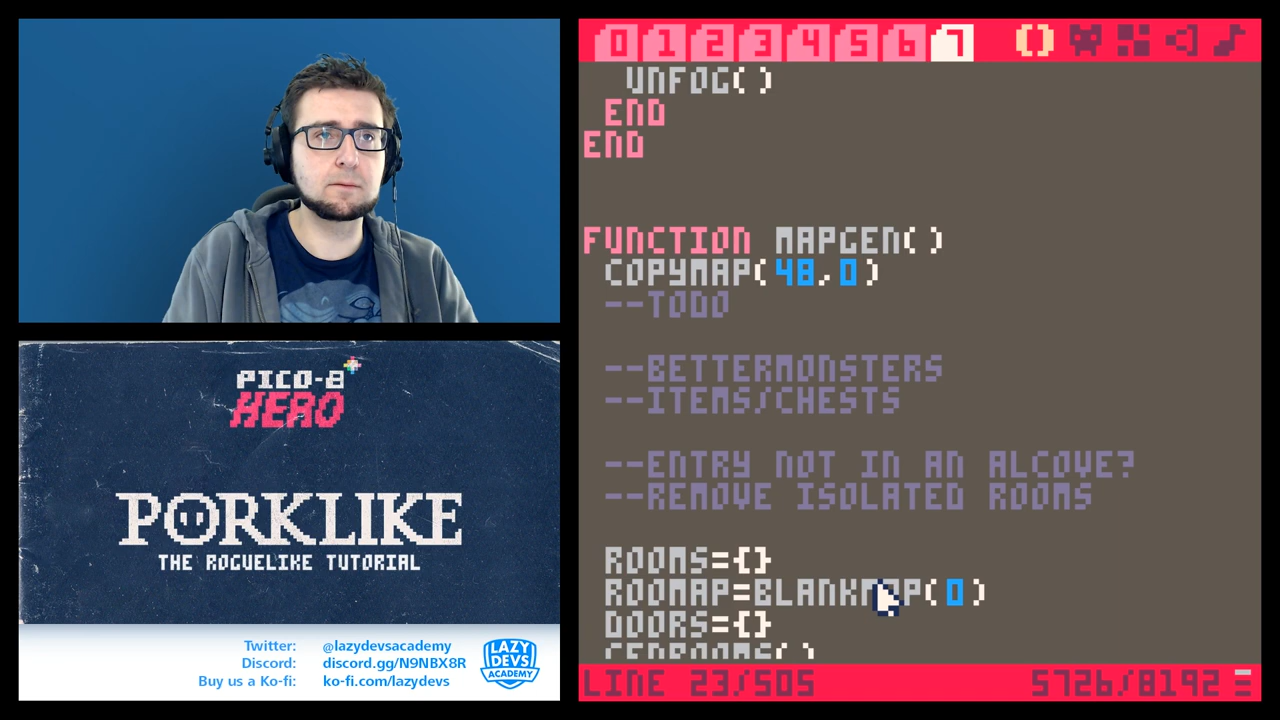 0 1 2 3 4 5 6 7
UNFOG()
END
END
FUNCTION MAPGEN()
COPYMAP(48,0)
--TODO
--BETTERMONSTERS
--ITEMS/CHESTS
--ENTRY NOT IN AN ALCOVE?
--REMOVE ISOLATED ROOMS
ROOMS={}
ROOMAP=BLANKMAP(0)
DOORS={}
GENROOMS()
LINE 23/505 5726/8192
PICO-8
HERO
PORKLIKE
THE ROGUELIKE TUTORIAL
Twitter: @lazydevsacademy
Discord: discord.gg/N9NBX8R
Buy us a Ko-fi: ko-fi.com/lazydevs
LAZY
DEVS
ACADEMY